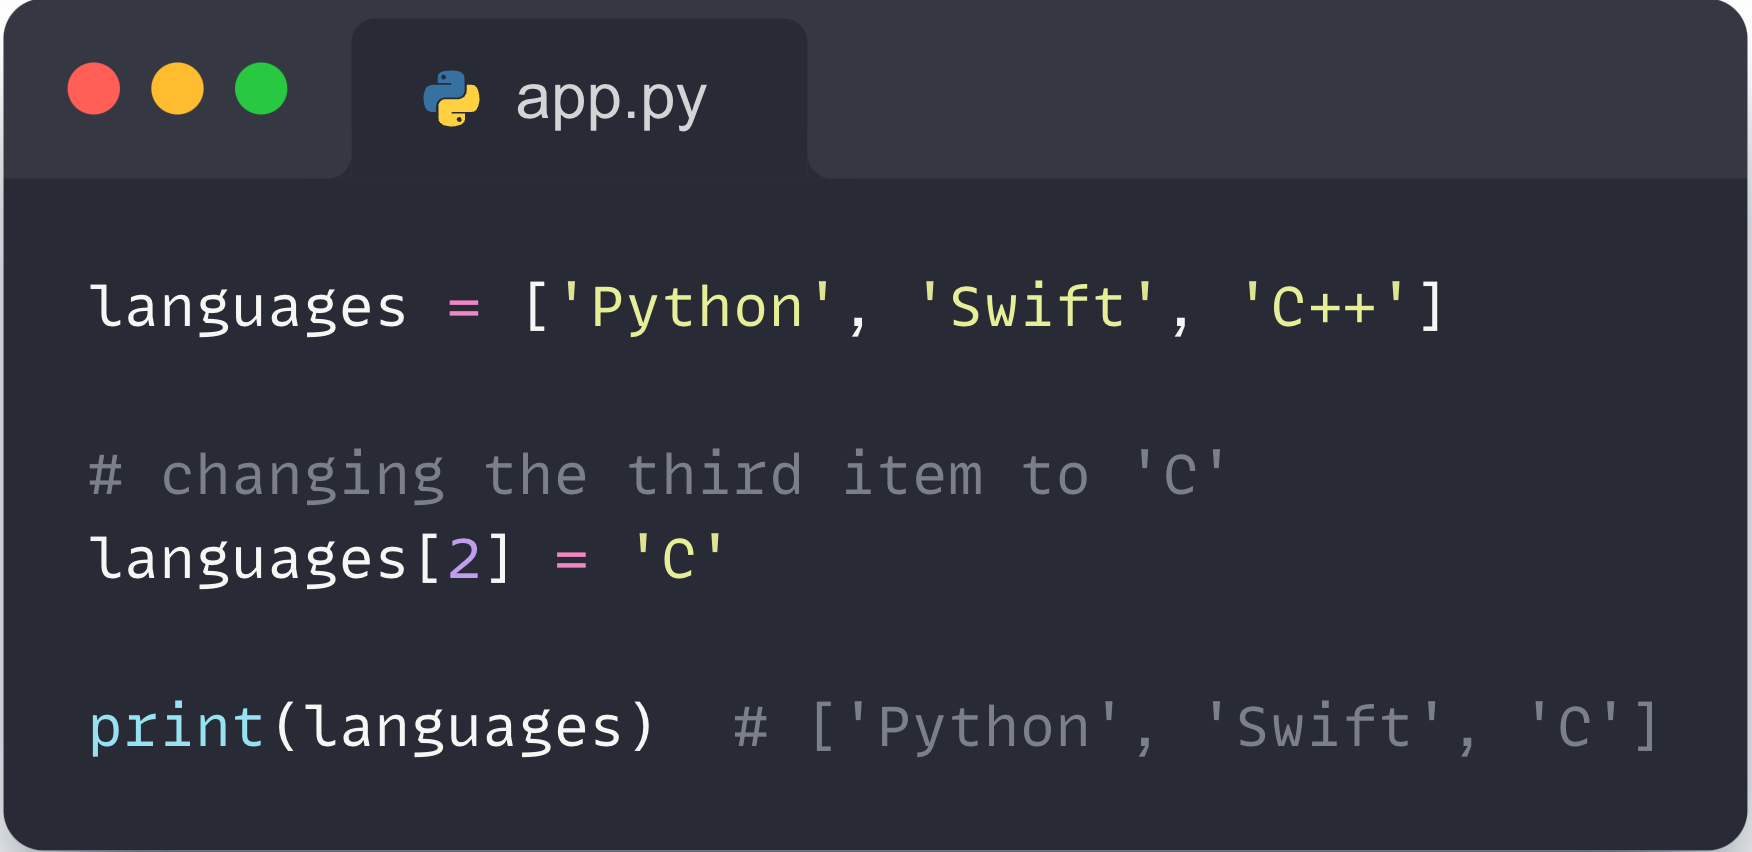 app.py
languages = ['Python', 'Swift', 'C++']
# changing the third item to 'C'
languages[2] = 'C'
print(languages)  # ['Python', 'Swift', 'C']